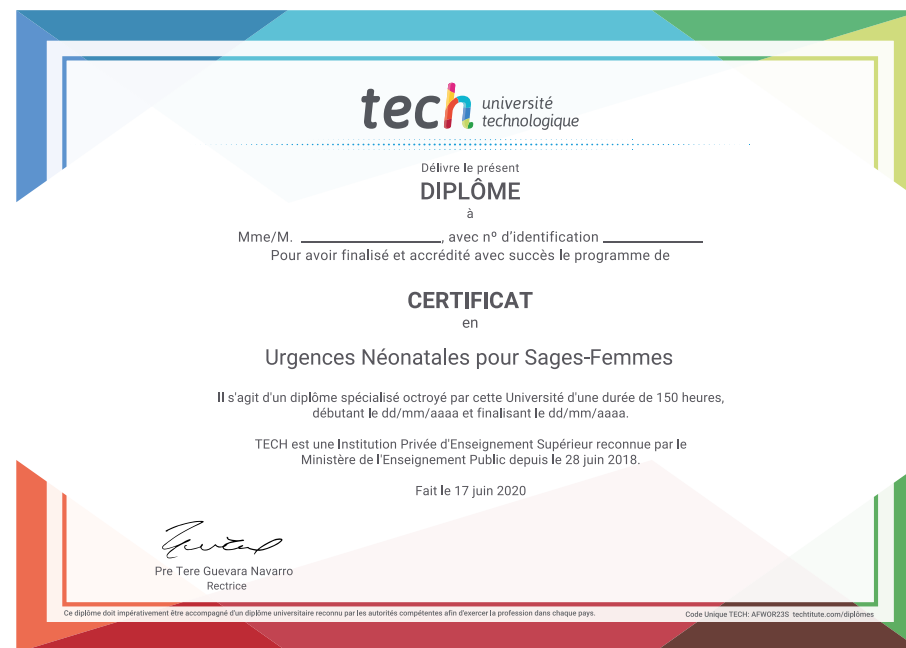 tech université
technologique
Délivre le présent
DIPLÔME
à
Mme/M. ____________________, avec nº d'identification ______________
Pour avoir finalisé et accrédité avec succès le programme de
CERTIFICAT
en
Urgences Néonatales pour Sages-Femmes
Il s'agit d'un diplôme spécialisé octroyé par cette Université d'une durée de 150 heures,
débutant le dd/mm/aaaa et finalisant le dd/mm/aaaa.
TECH est une Institution Privée d'Enseignement Supérieur reconnue par le
Ministère de l'Enseignement Public depuis le 28 juin 2018.
Fait le 17 juin 2020
Pre Tere Guevara Navarro
Rectrice
Ce diplôme doit impérativement être accompagné d'un diplôme universitaire reconnu par les autorités compétentes afin d'exercer la profession dans chaque pays.
Code Unique TECH: AFWOR23S techtitute.com/diplômes